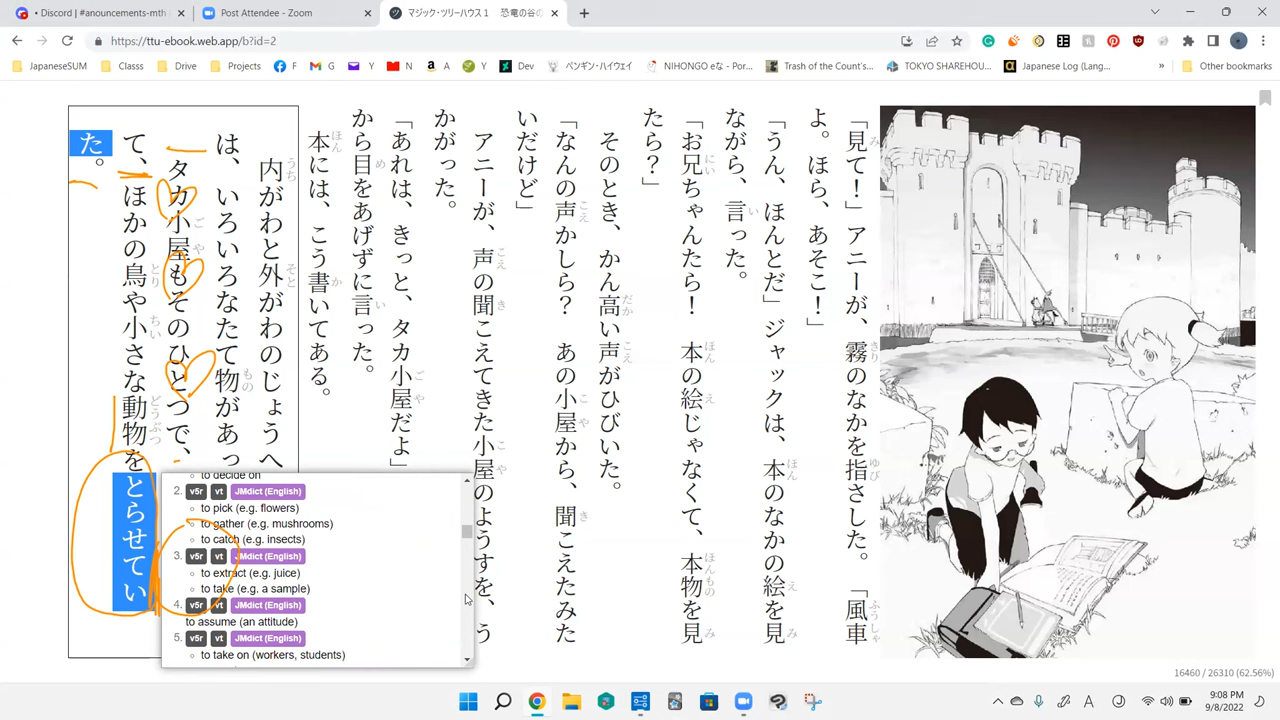 Discord | #anouncements-mth
Post Attendee - Zoom
マジック・ツリーハウス 1 恐竜の谷の
https://ttu-ebook.web.app/b?id=2
JapaneseSUM
Classs
Drive
Projects
F
G
Y
N
A
Y
Dev
ペンギン・ハイウェイ
NIHONGO eな - Por...
Trash of the Count's...
TOKYO SHAREHOU...
Japanese Log (Lang...
»
Other bookmarks
「見て！」アニーが、霧のなかを指さした。「風車
よ。ほら、あそこ！」
「うん、ほんとだ」ジャックは、本のなかの絵を見
ながら、言った。
「お兄ちゃんたら！　本の絵じゃなくて、本物を見
たら？」
そのとき、かん高い声がひびいた。
「なんの声かしら？　あの小屋から、聞こえたみた
いだけど」
アニーが、声の聞こえてきた小屋のようすを、う
かがった。
「あれは、きっと、タカ小屋だよ」
から目をあげずに言った。
本には、こう書いてある。
内がわと外がわのじょうへ
は、いろいろなたて物があっ
タカ小屋もそのひとつで、
て、ほかの鳥や小さな動物をとらせてい
た。
to decide on
2. v5r vt JMdict (English)
to pick (e.g. flowers)
to gather (e.g. mushrooms)
to catch (e.g. insects)
3. v5r vt JMdict (English)
to extract (e.g. juice)
to take (e.g. a sample)
4. v5r vt JMdict (English)
to assume (an attitude)
5. v5r vt JMdict (English)
to take on (workers, students)
16460 / 26310 (62.56%)
9:08 PM
9/8/2022